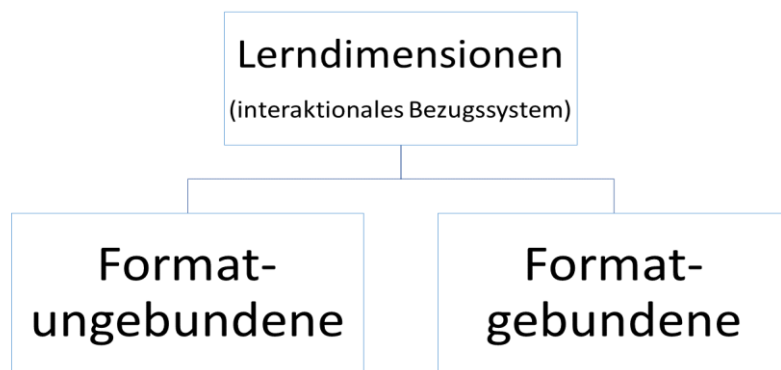 Lerndimensionen
(interaktionales Bezugssystem)
Format-
ungebundene
Format-
gebundene